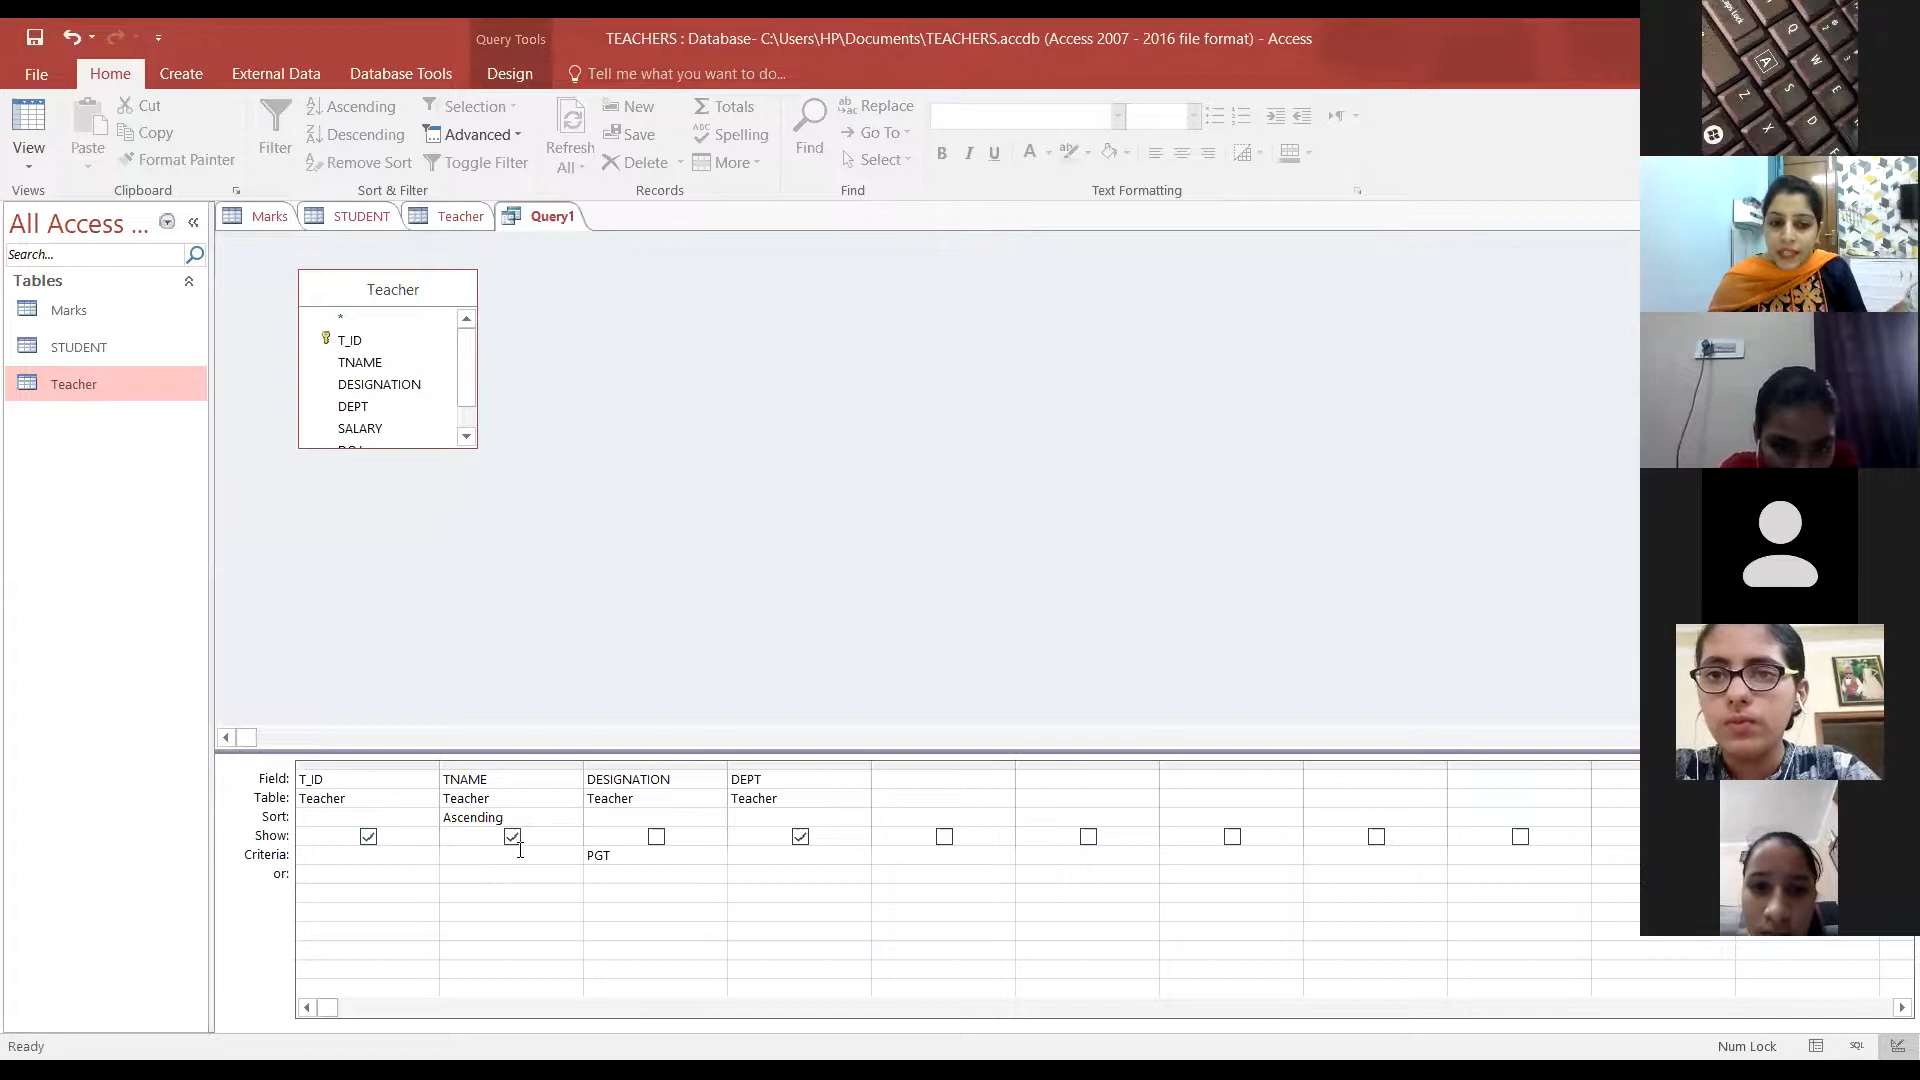 Query Tools
TEACHERS : Database- C:\Users\HP\Documents\TEACHERS.accdb (Access 2007 - 2016 file format) - Access
File
Home
Create
External Data
Database Tools
Design
Tell me what you want to do...
View
Views
Paste
Cut
Copy
Format Painter
Clipboard
Filter
Ascending
Descending
Remove Sort
Selection
Advanced
Toggle Filter
Sort & Filter
Refresh
All
New
Save
Delete
Totals
Spelling
More
Records
Find
Replace
Go To
Select
Find
B I U A
Text Formatting
All Access ...
Search...
Tables
Marks
STUDENT
Teacher
Marks
STUDENT
Teacher
Query1
Teacher
*
T_ID
TNAME
DESIGNATION
DEPT
SALARY
Field: T_ID TNAME DESIGNATION DEPT
Table: Teacher Teacher Teacher Teacher
Sort: Ascending
Show:
Criteria: PGT
or:
Ready
Num Lock
SQL
Caps Lock
Q
A
W
Z
S
E
X
D